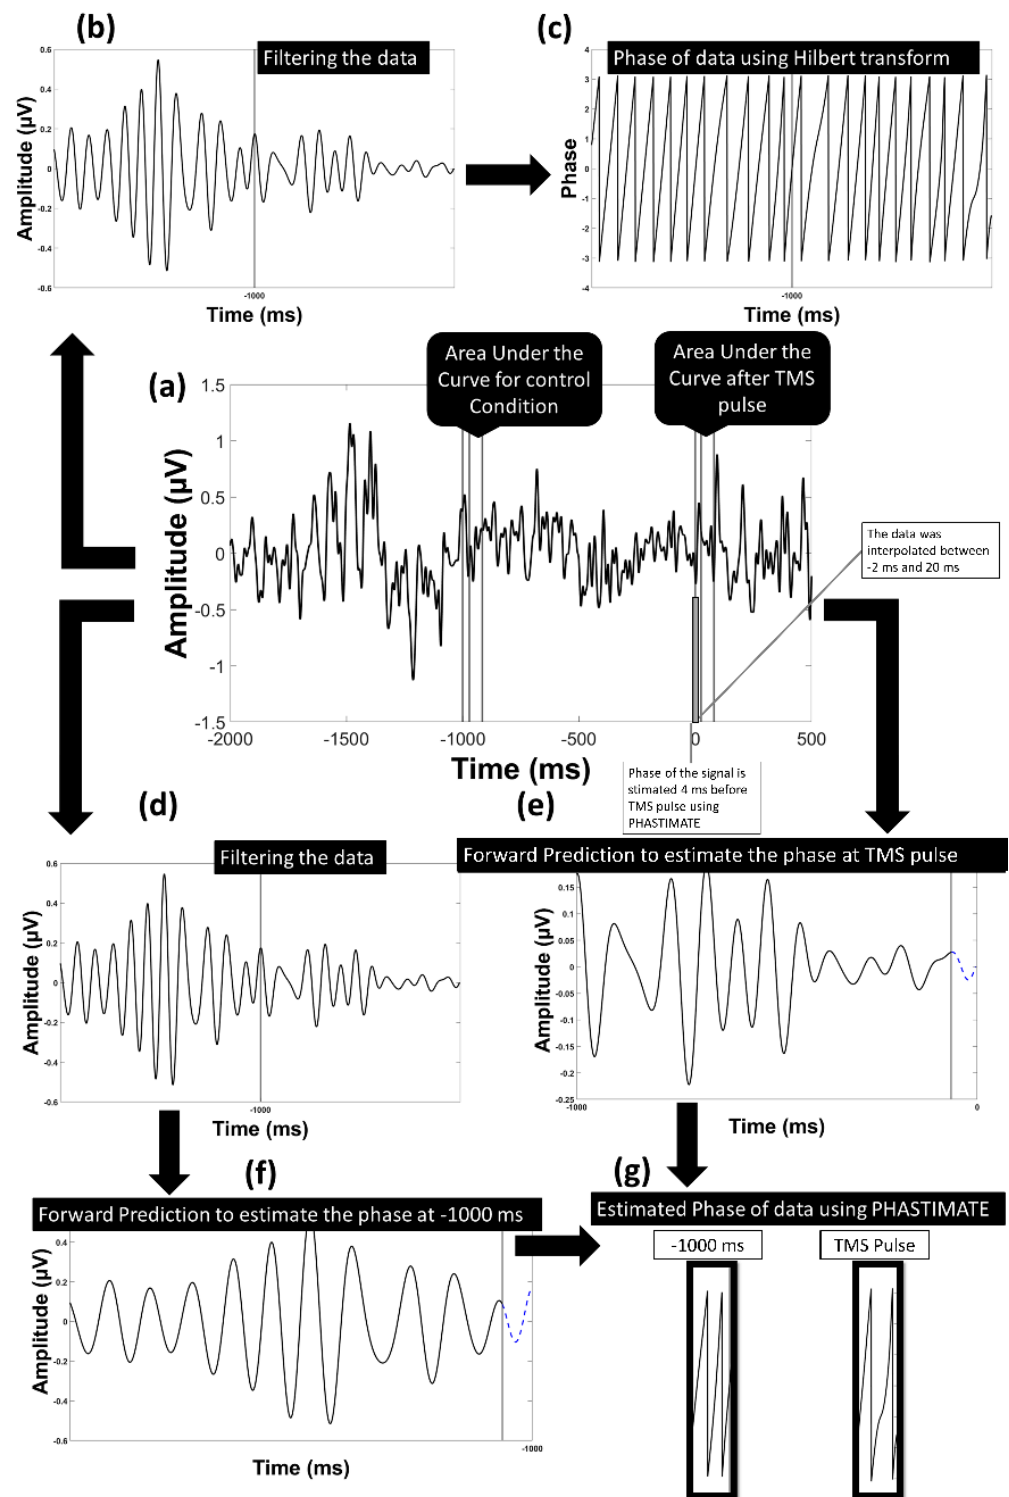 (b)
Filtering the data
0.6
0.4
0.2
0
-0.2
-0.4
-0.6
Amplitude (µV)
-1000
Time (ms)
(c)
Phase of data using Hilbert transform
4
3
2
1
0
-1
-2
-3
-4
Phase
-1000
Time (ms)
(a)
Area Under the
Curve for control
Condition
Area Under the
Curve after TMS
pulse
1.5
1
0.5
0
-0.5
-1
-1.5
Amplitude (µV)
-2000
-1500
-1000
-500
0
500
Time (ms)
The data was
interpolated between
-2 ms and 20 ms
Phase of the signal is
stimated 4 ms before
TMS pulse using
PHASTIMATE
(d)
Filtering the data
0.6
0.4
0.2
0
-0.2
-0.4
-0.6
Amplitude (µV)
-1000
Time (ms)
(e)
Forward Prediction to estimate the phase at TMS pulse
0.15
0.1
0.05
0
-0.05
-0.1
-0.15
-0.2
-0.25
Amplitude (µV)
-1000
0
Time (ms)
(f)
Forward Prediction to estimate the phase at -1000 ms
0.4
0.2
0
-0.2
-0.4
-0.6
Amplitude (µV)
-1000
Time (ms)
(g)
Estimated Phase of data using PHASTIMATE
-1000 ms
TMS Pulse